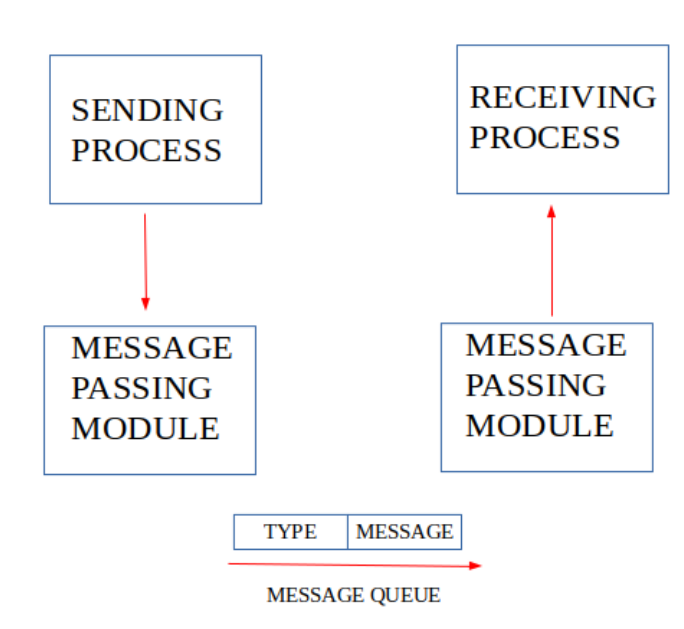 SENDING
PROCESS
RECEIVING
PROCESS
MESSAGE
PASSING
MODULE
MESSAGE
PASSING
MODULE
TYPE
MESSAGE
MESSAGE QUEUE